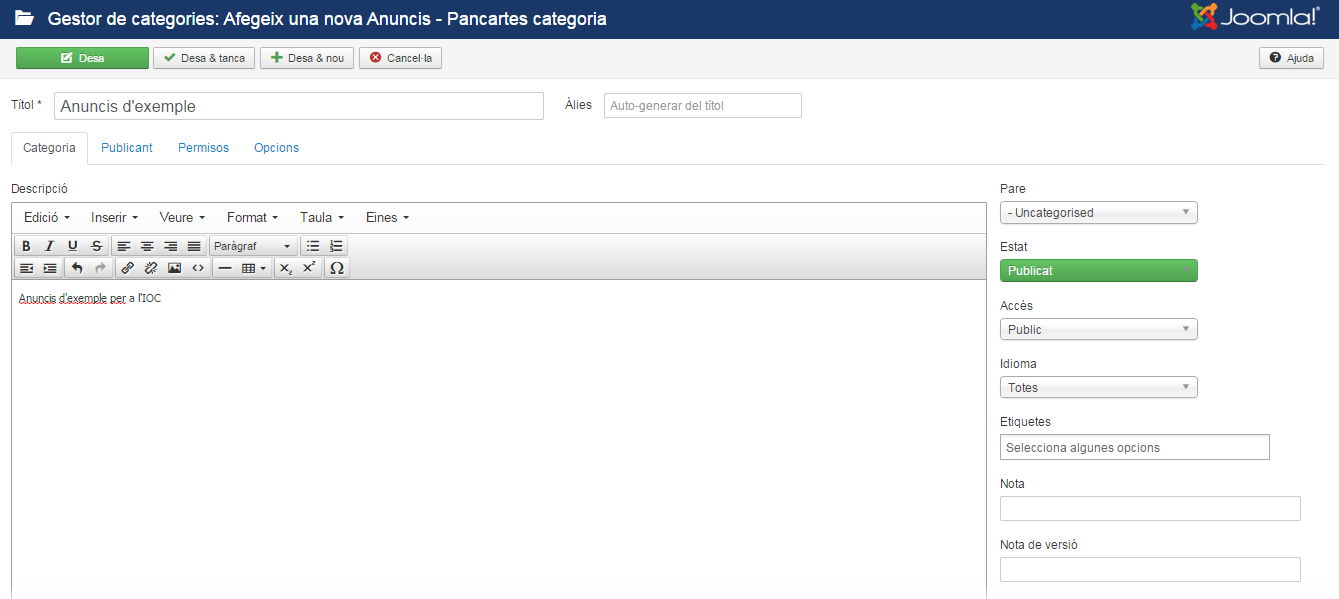 Gestor de categories: Afegeix una nova Anuncis - Pancartes categoria
Joomla!®
Desa
Desa & tanca
Desa & nou
Cancel·la
Ajuda
Títol *
Anuncis d'exemple
Àlies
Auto-generar del títol
Categoria
Publicant
Permisos
Opcions
Descripció
Edició
Inserir
Veure
Format
Taula
Eines
B I U S
Paràgraf
Anuncis d'exemple per a l'IOC
Pare
- Uncategorised
Estat
Publicat
Accés
Public
Idioma
Totes
Etiquetes
Selecciona algunes opcions
Nota
Nota de versió